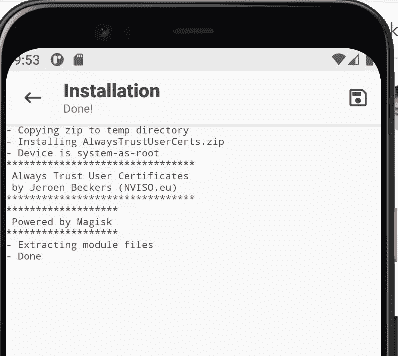 9:53
Installation
Done!
- Copying zip to temp directory
- Installing AlwaysTrustUserCerts.zip
- Device is system-as-root
*******************************
Always Trust User Certificates
by Jeroen Beckers (NVISO.eu)
*******************************
******************
Powered by Magisk
******************
- Extracting module files
- Done